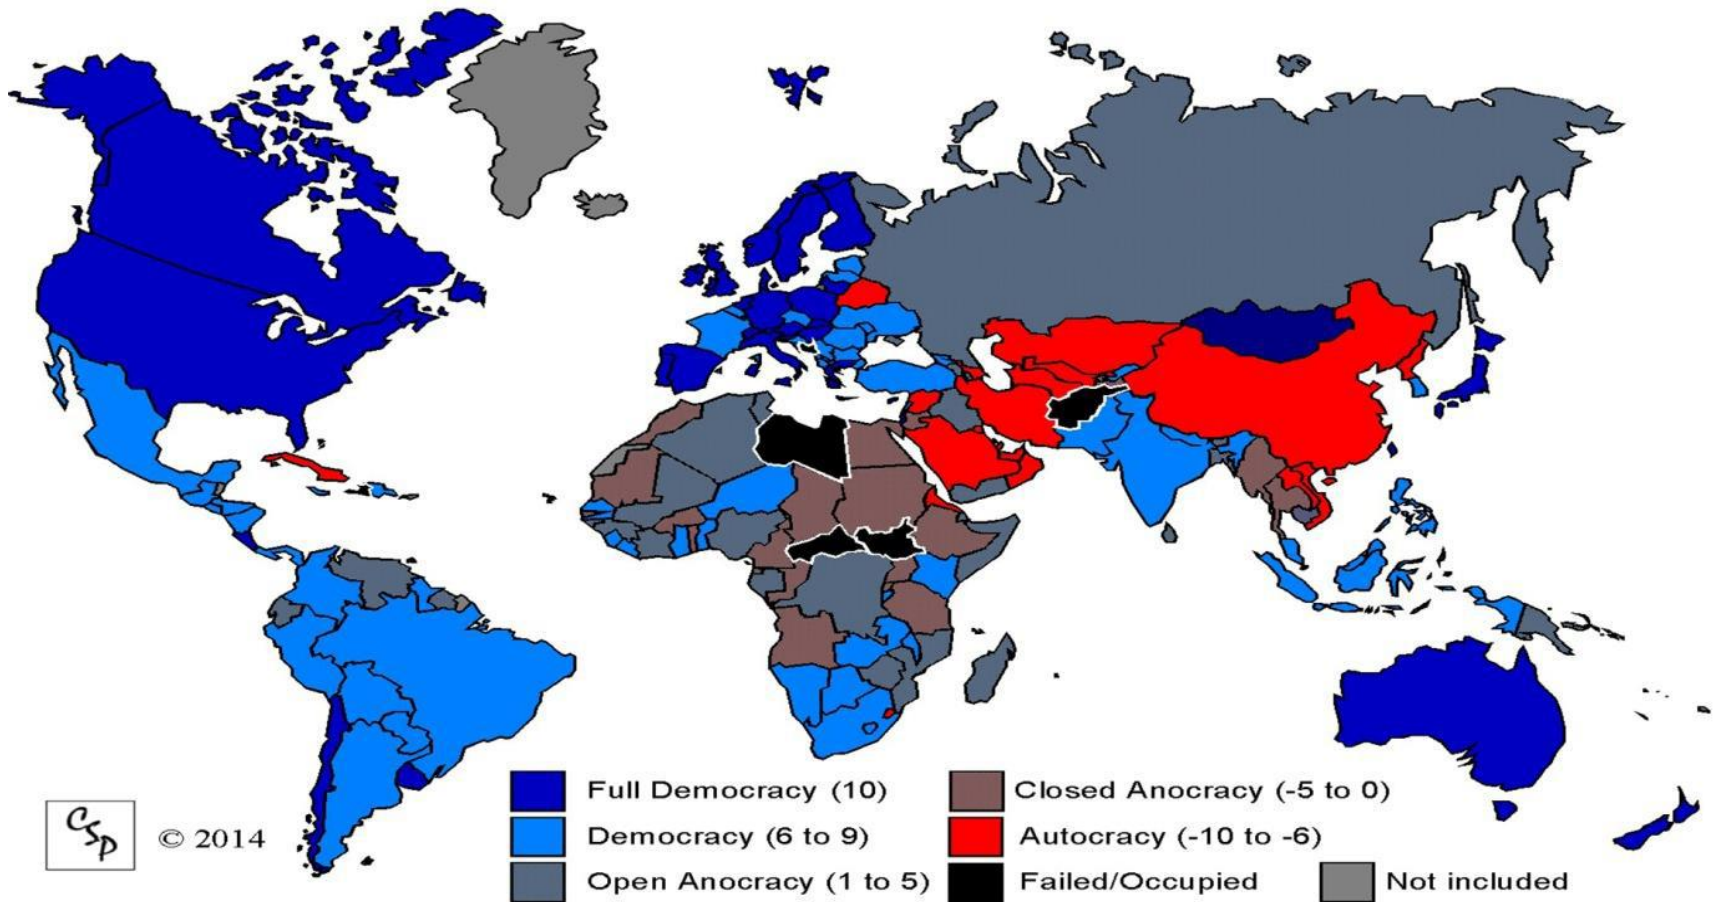 Full Democracy (10)
Democracy (6 to 9)
Open Anocracy (1 to 5)
Closed Anocracy (-5 to 0)
Autocracy (-10 to -6)
Failed/Occupied
Not included
CSP
© 2014